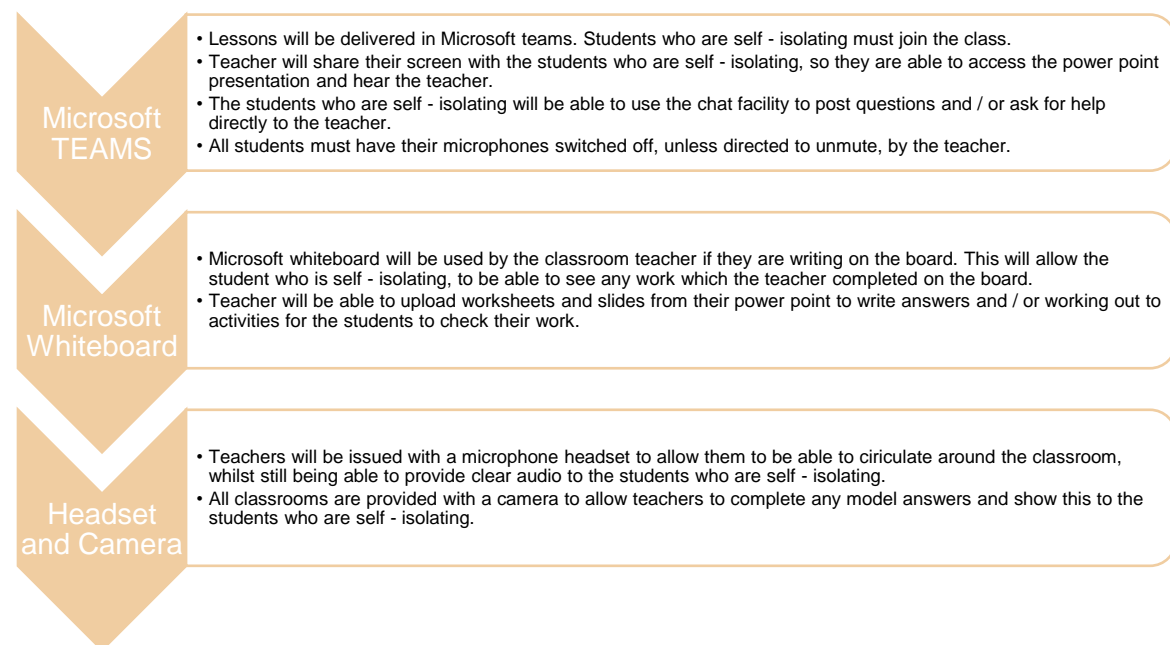 Microsoft
TEAMS
• Lessons will be delivered in Microsoft teams. Students who are self - isolating must join the class.
• Teacher will share their screen with the students who are self - isolating, so they are able to access the power point
presentation and hear the teacher.
• The students who are self - isolating will be able to use the chat facility to post questions and / or ask for help
directly to the teacher.
• All students must have their microphones switched off, unless directed to unmute, by the teacher.
Microsoft
Whiteboard
• Microsoft whiteboard will be used by the classroom teacher if they are writing on the board. This will allow the
student who is self - isolating, to be able to see any work which the teacher completed on the board.
• Teacher will be able to upload worksheets and slides from their power point to write answers and / or working out to
activities for the students to check their work.
Headset
and Camera
• Teachers will be issued with a microphone headset to allow them to be able to ciriculate around the classroom,
whilst still being able to provide clear audio to the students who are self - isolating.
• All classrooms are provided with a camera to allow teachers to complete any model answers and show this to the
students who are self - isolating.